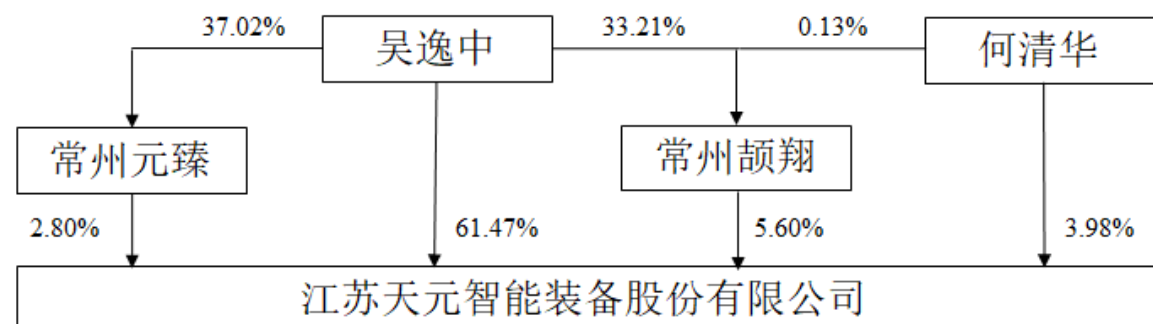 37.02%
吴逸中
33.21%
0.13%
何清华
常州元臻
常州颉翔
2.80%
61.47%
5.60%
3.98%
江苏天元智能装备股份有限公司